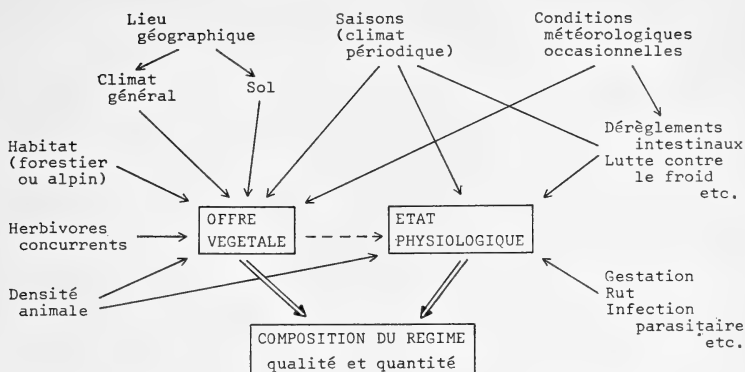 Lieu
géographique
Saisons
(climat
périodique)
Conditions
météorologiques
occasionnelles
Climat
général
Sol
Habitat
(forestier
ou alpin)
Dérèglements
intestinaux
Lutte contre
le froid
etc.
Herbivores
concurrents
OFFRE
VEGETALE
ETAT
PHYSIOLOGIQUE
Densité
animale
Gestation
Rut
Infection
parasitaire
etc.
COMPOSITION DU REGIME
qualité et quantité